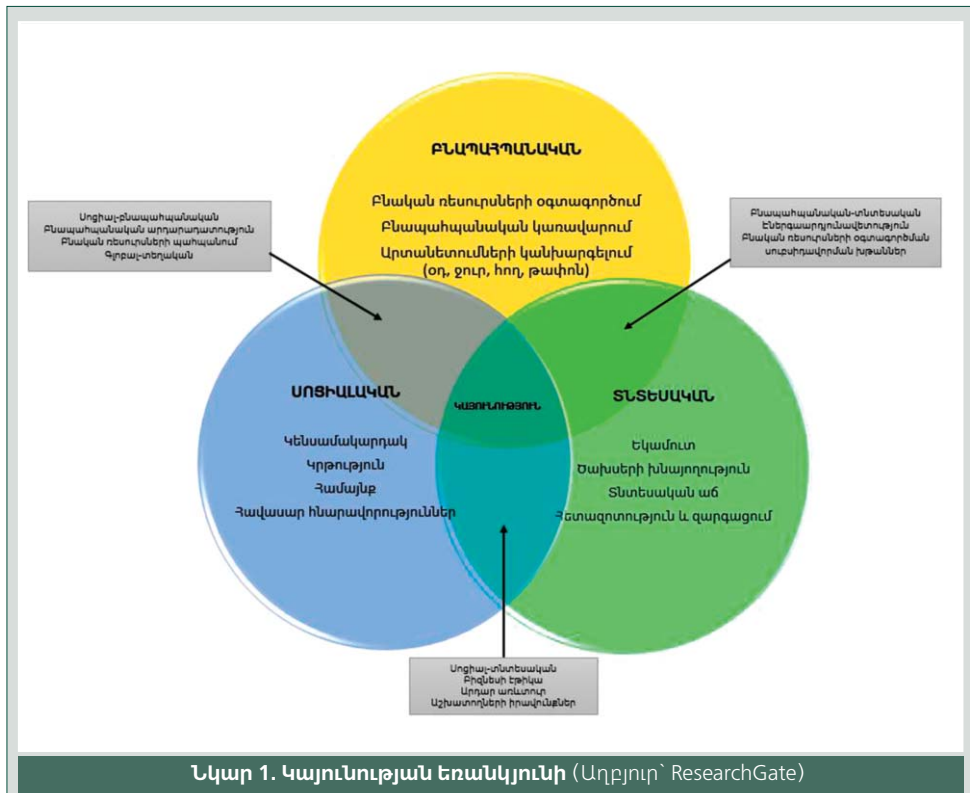 ԲՆԱՊԱՀՊԱՆԱԿԱՆ
Բնական ռեսուրսների օգտագործում
Բնապահպանական կառավարում
Արտանետումների կանխարգելում
(օդ, ջուր, հող, թափոն)
Սոցիալ-բնապահպանական
Բնապահպանական արդարադատություն
Բնական ռեսուրսների պահպանում
Գլոբալ-տեղական
Բնապահպանական-տնտեսական
Էներգաարդյունավետություն
Բնական ռեսուրսների օգտագործման
սուբսիդավորման խթաններ
ՍՈՑԻԱԼԱԿԱՆ
Կենսամակարդակ
Կրթություն
Համայնք
Հավասար հնարավորություններ
ԿԱՅՈՒՆՈՒԹՅՈՒՆ
ՏՆՏԵՍԱԿԱՆ
Եկամուտ
Ծախսերի խնայողություն
Տնտեսական աճ
Հետազոտություն և զարգացում
Սոցիալ-տնտեսական
Բիզնեսի էթիկա
Արդար առևտուր
Աշխատողների իրավունքներ
Նկար 1. Կայունության եռանկյունի (Աղբյուր՝ ResearchGate)